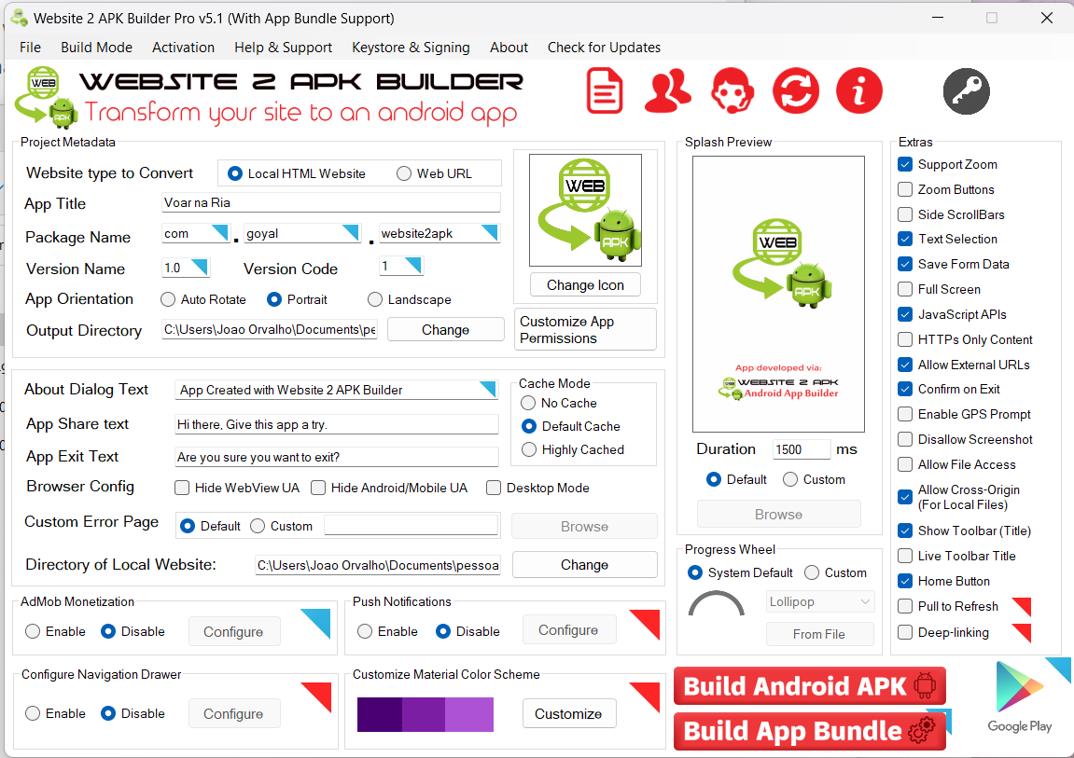 Website 2 APK Builder Pro v5.1 (With App Bundle Support)
File Build Mode Activation Help & Support Keystore & Signing About Check for Updates
WEB
APK
WEBSITE 2 APK BUILDER
Transform your site to an android app
Project Metadata
Website type to Convert
Local HTML Website
Web URL
App Title
Voar na Ria
Package Name
com . goyal . website2apk
Version Name
1.0
Version Code
1
App Orientation
Auto Rotate
Portrait
Landscape
Output Directory
C:\Users\Joao Orvalho\Documents\pe
Change
WEB
APK
Change Icon
Customize App
Permissions
About Dialog Text
App Created with Website 2 APK Builder
App Share text
Hi there, Give this app a try.
App Exit Text
Are you sure you want to exit?
Browser Config
Hide WebView UA
Hide Android/Mobile UA
Desktop Mode
Custom Error Page
Default
Custom
Browse
Directory of Local Website:
C:\Users\Joao Orvalho\Documents\pessoa
Change
Cache Mode
No Cache
Default Cache
Highly Cached
AdMob Monetization
Enable
Disable
Configure
Push Notifications
Enable
Disable
Configure
Configure Navigation Drawer
Enable
Disable
Configure
Customize Material Color Scheme
Customize
Splash Preview
WEB
APK
App developed via:
WEBSITE 2 APK
Android App Builder
Duration
1500
ms
Default
Custom
Browse
Progress Wheel
System Default
Custom
Lollipop
From File
Build Android APK
Build App Bundle
Extras
Support Zoom
Zoom Buttons
Side ScrollBars
Text Selection
Save Form Data
Full Screen
JavaScript APIs
HTTPs Only Content
Allow External URLs
Confirm on Exit
Enable GPS Prompt
Disallow Screenshot
Allow File Access
Allow Cross-Origin
(For Local Files)
Show Toolbar (Title)
Live Toolbar Title
Home Button
Pull to Refresh
Deep-linking
Google Play